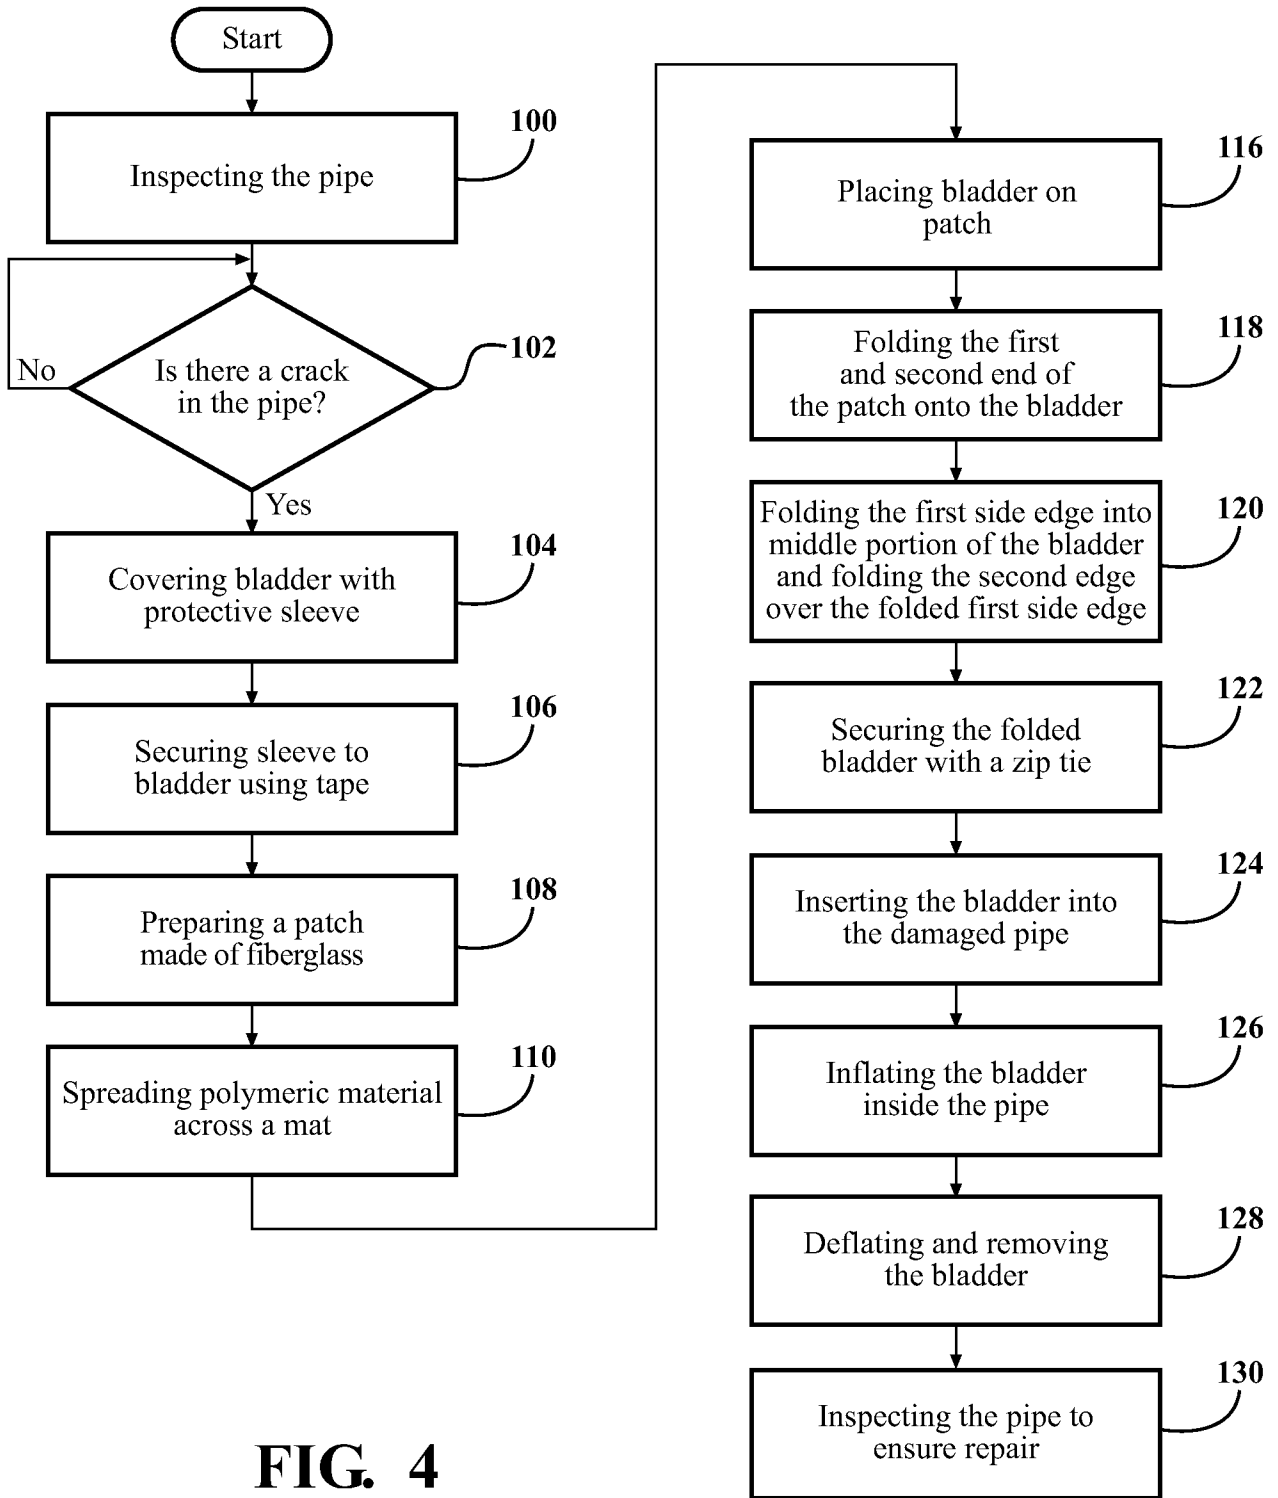 Start
Inspecting the pipe
100
Is there a crack
in the pipe?
102
No
Yes
Covering bladder with
protective sleeve
104
Securing sleeve to
bladder using tape
106
Preparing a patch
made of fiberglass
108
Spreading polymeric material
across a mat
110
Placing bladder on
patch
116
Folding the first
and second end of
the patch onto the bladder
118
Folding the first side edge into
middle portion of the bladder
and folding the second edge
over the folded first side edge
120
Securing the folded
bladder with a zip tie
122
Inserting the bladder into
the damaged pipe
124
Inflating the bladder
inside the pipe
126
Deflating and removing
the bladder
128
Inspecting the pipe to
ensure repair
130
FIG. 4